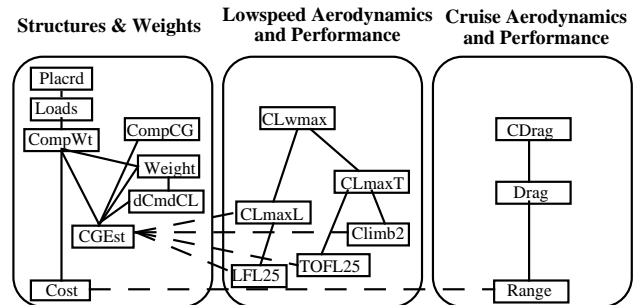 Structures & Weights
Lowspeed Aerodynamics
and Performance
Cruise Aerodynamics
and Performance
Placrd
Loads
CompWt
CompCG
Weight
dCmdCL
CGEst
Cost
CLwmax
CLmaxT
CLmaxL
Climb2
TOFL25
LFL25
CDrag
Drag
Range